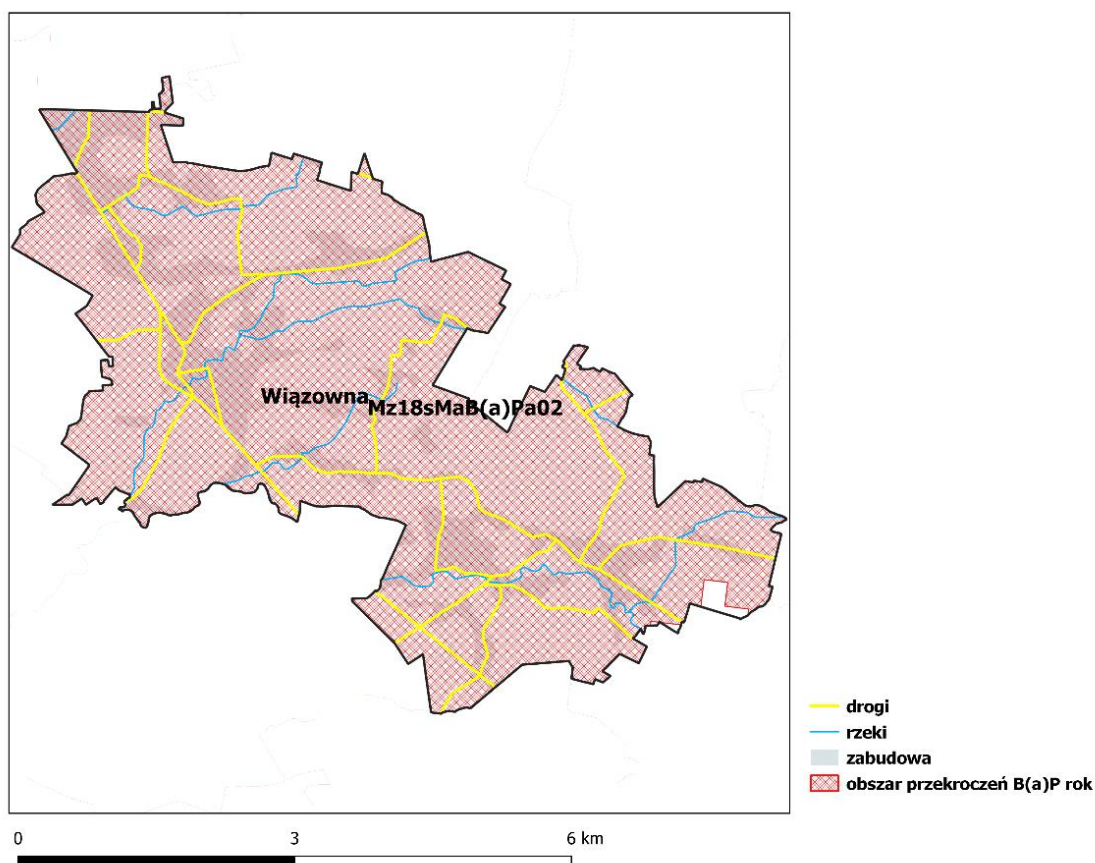 Wiązowna
Mz18sMaB(a)Pa02
drogi
rzeki
zabudowa
obszar przekroczeń B(a)P rok
0 3 6 km